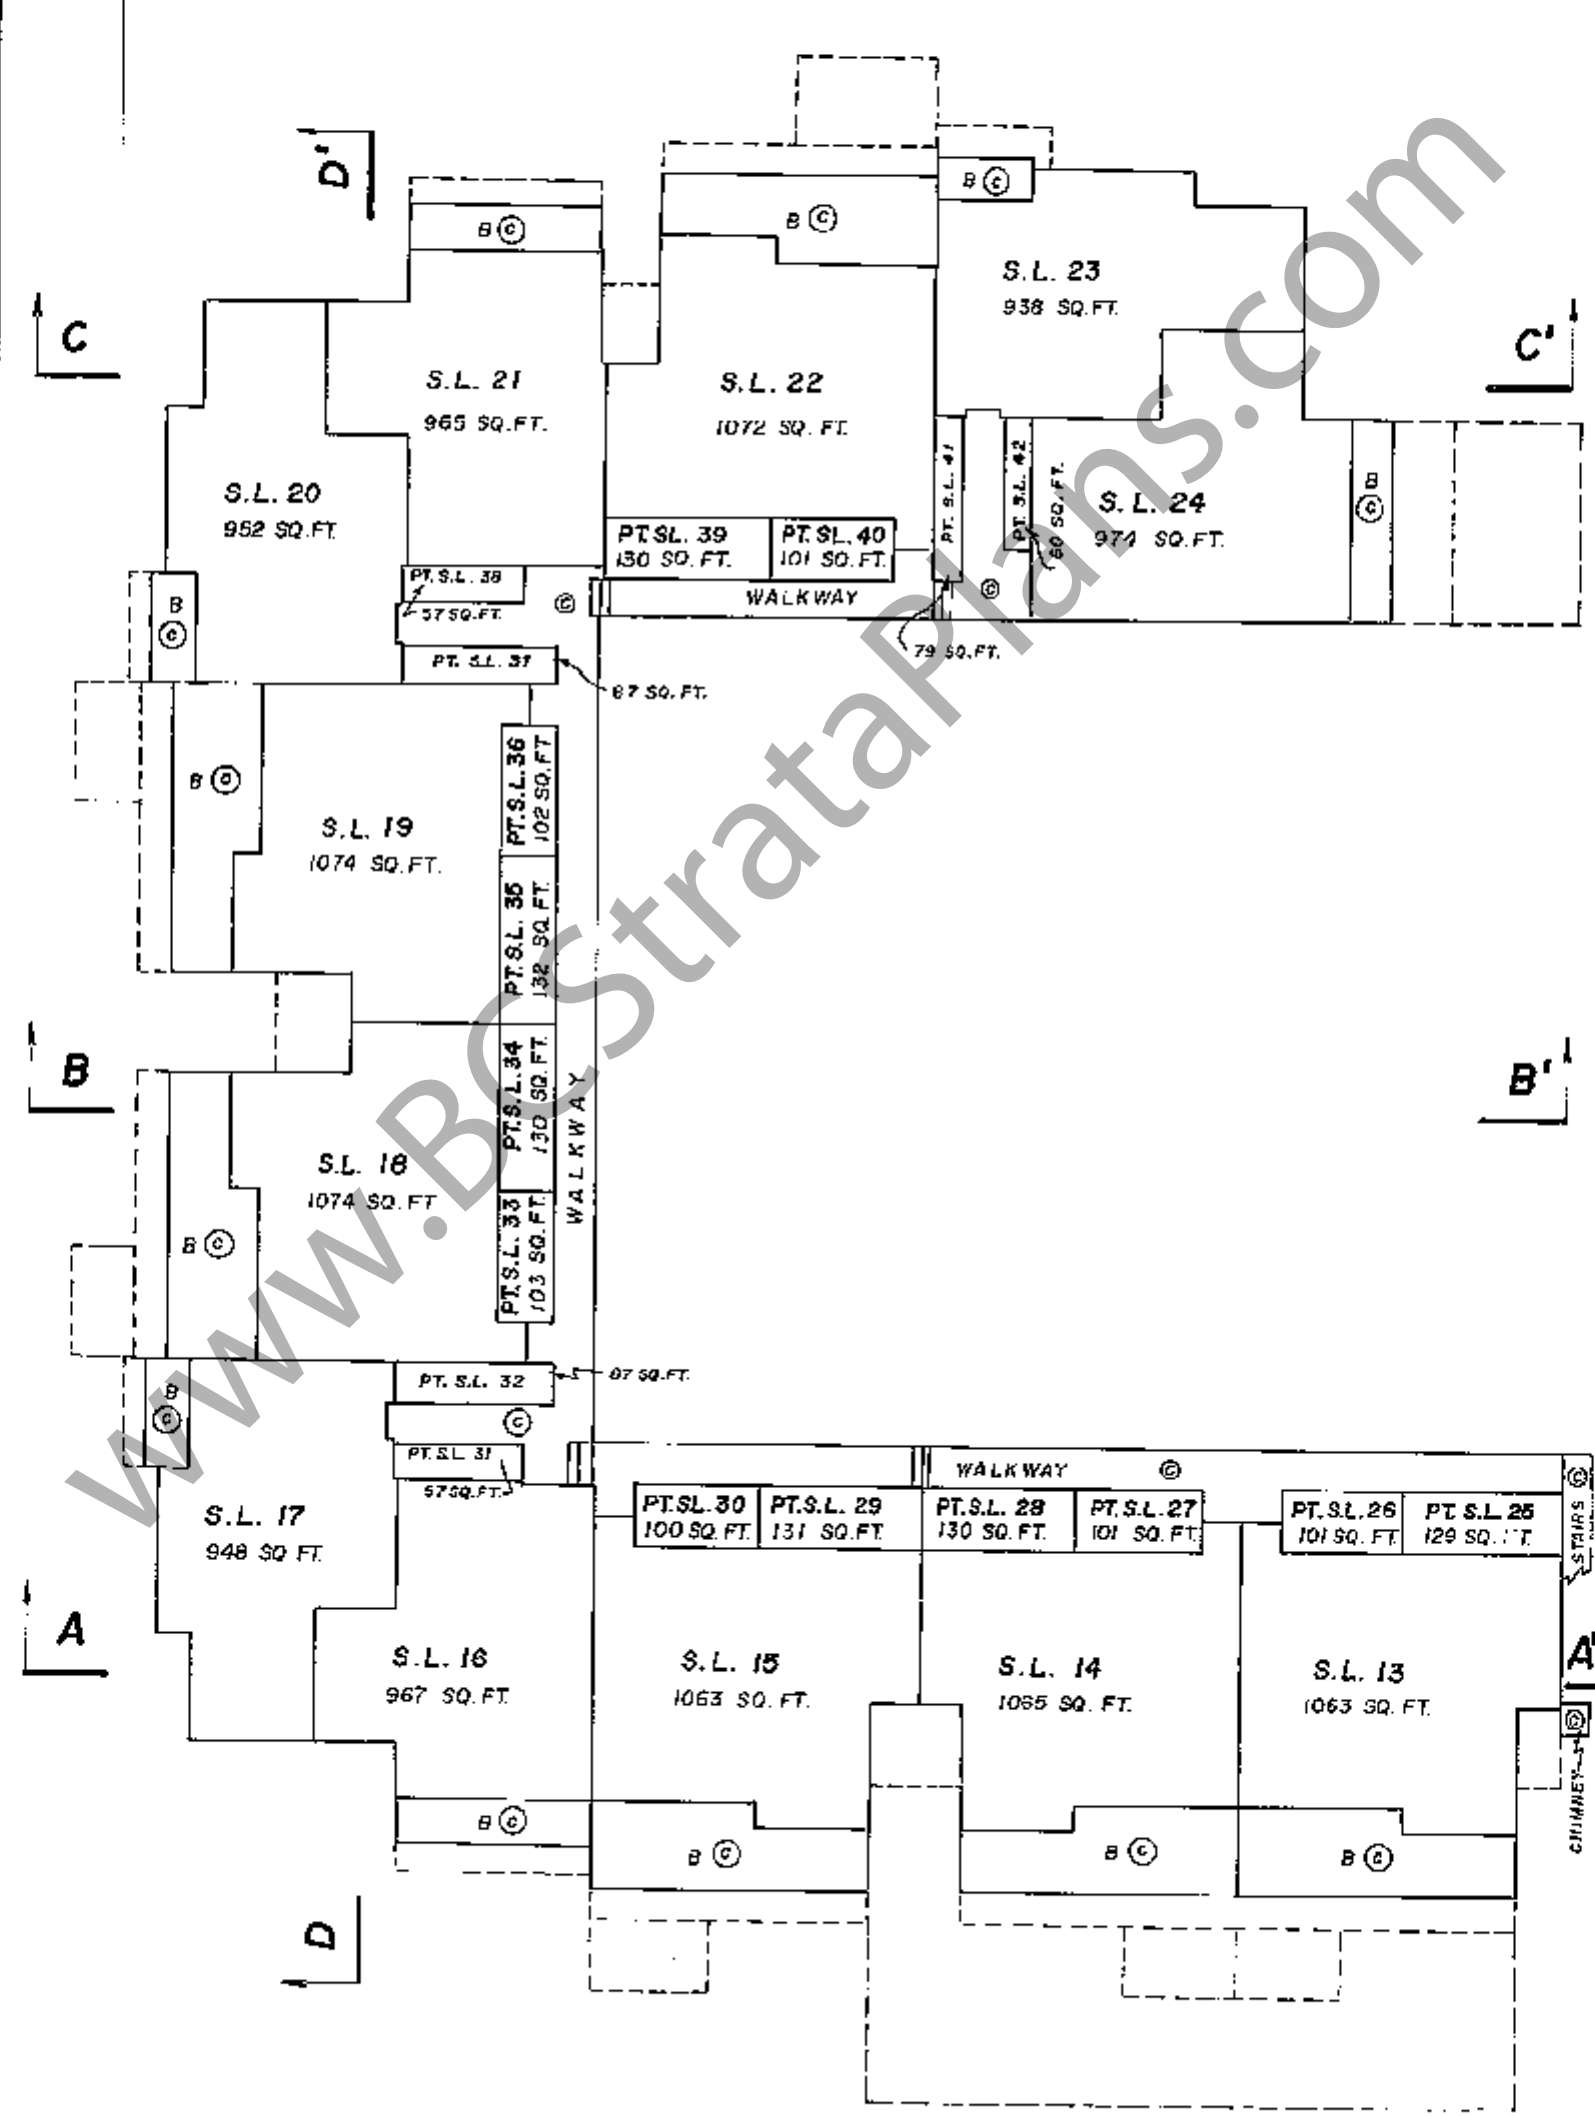 D'
B ©
B ©
B ©
C
S.L. 23
938 SQ.FT.
C'
S.L. 21
965 SQ.FT.
S.L. 22
1072 SQ. FT.
S.L. 20
952 SQ.FT.
PT. S.L. 41
PT. S.L. 42
60 SQ.FT.
S.L. 24
974 SQ.FT.
B
©
PT.SL. 39
130 SQ. FT.
PT. SL. 40
101 SQ.FT.
PT. S.L. 38
57 SQ.FT.
©
WALKWAY
©
B
©
79 SQ.FT.
PT. S.L. 37
87 SQ.FT.
B ©
PT.S.L. 36
102 SQ.FT
S.L. 19
1074 SQ.FT.
PT.S.L. 35
132 SQ.FT.
B
B'
PT.S.L. 34
130 SQ.FT.
WALKWAY
S.L. 18
1074 SQ.FT
B ©
PT.S.L. 33
103 SQ.FT.
PT. S.L. 32
87 SQ.FT.
B
©
©
PT.S.L. 31
57 SQ.FT.
WALKWAY ©
©
STAIRS
PT.SL. 30
100 SQ. FT.
PT.S.L. 29
131 SQ.FT
PT.S.L. 28
130 SQ.FT.
PT.S.L. 27
101 SQ.FT.
PT.S.L. 26
101 SQ. FT.
PT S.L. 25
129 SQ. FT.
S.L. 17
948 SQ FT.
A
A'
S.L. 16
967 SQ.FT.
S.L. 15
1063 SQ. FT.
S.L. 14
1065 SQ. FT.
S.L. 13
1063 SQ. FT.
©
CHIMNEY
B ©
B ©
B ©
B ©
D
www.BCStrataPlans.com